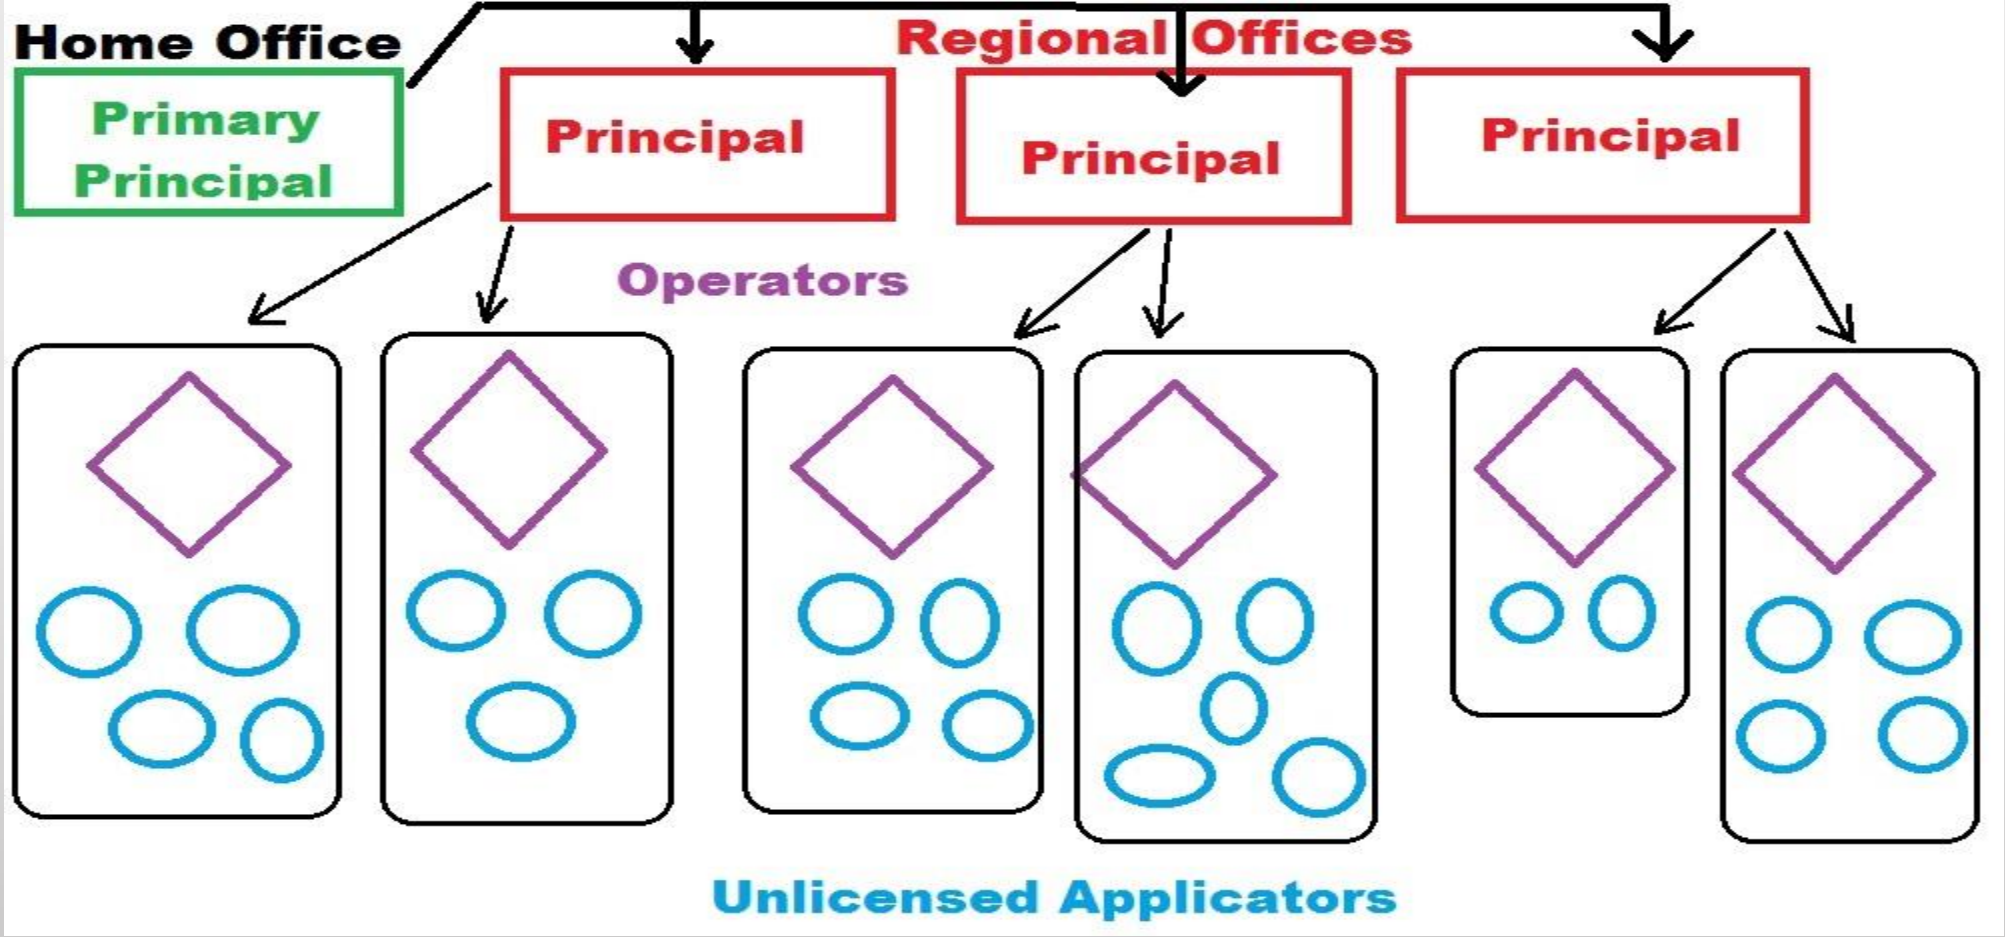 Home Office
Regional Offices
Primary
Principal
Principal
Principal
Principal
Operators
Unlicensed Applicators